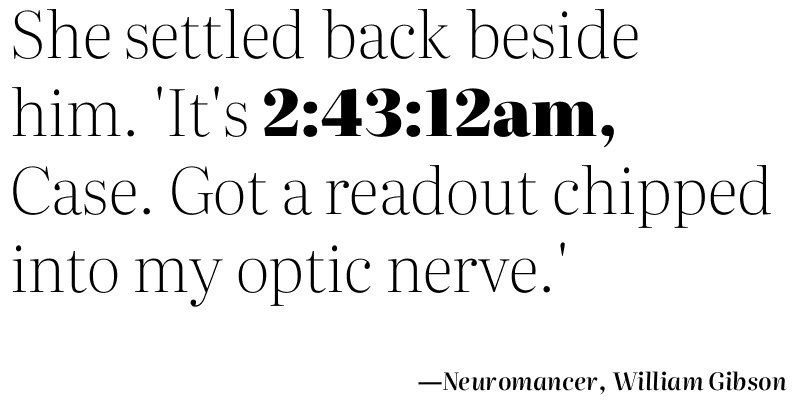 She settled back beside
him. 'It's 2:43:12am,
Case. Got a readout chipped
into my optic nerve.'
—Neuromancer, William Gibson